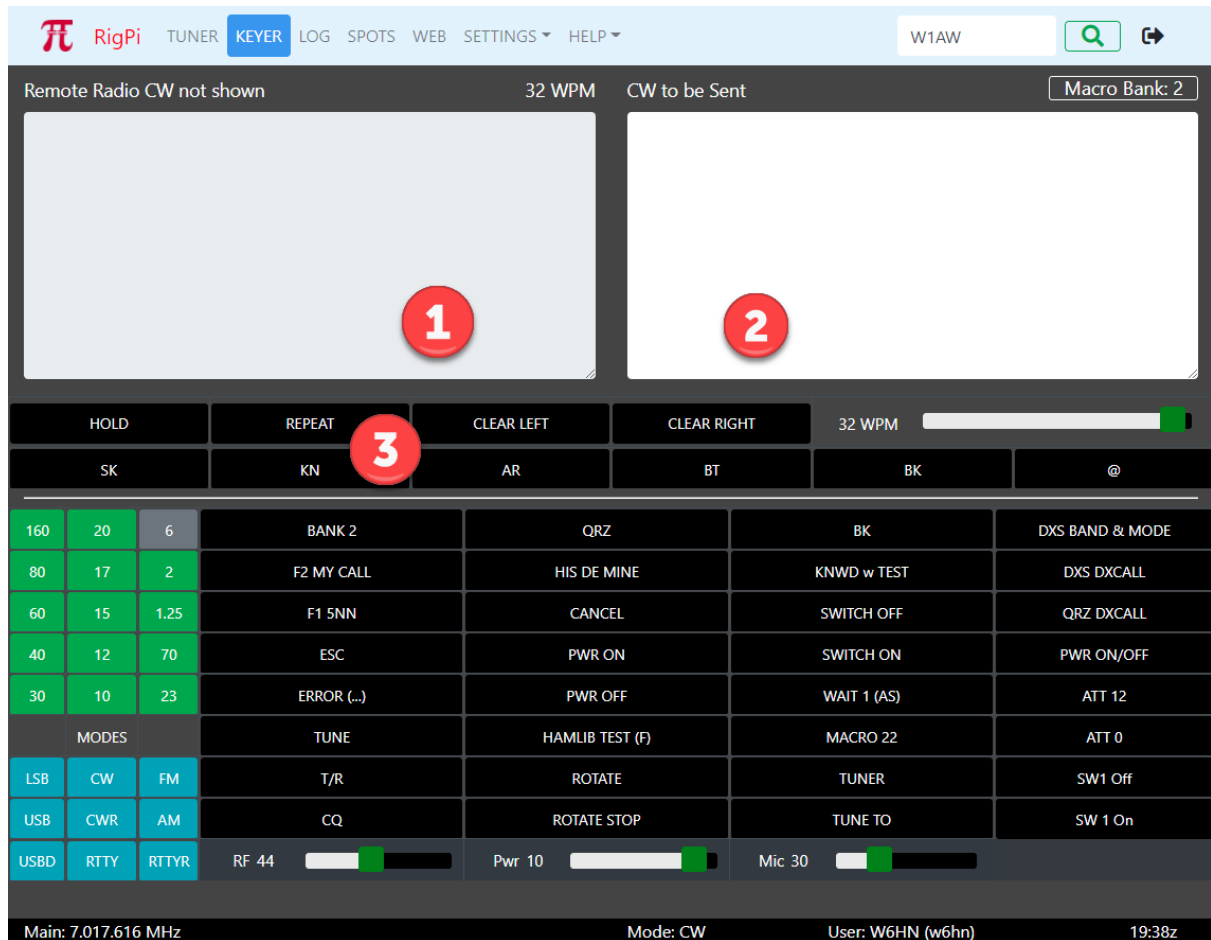 π RigPi TUNER KEYER LOG SPOTS WEB SETTINGS HELP W1AW
Remote Radio CW not shown 32 WPM CW to be Sent Macro Bank: 2
1 2
HOLD REPEAT CLEAR LEFT CLEAR RIGHT 32 WPM
3
SK KN AR BT BK @
160 20 6 BANK 2 QRZ BK DXS BAND & MODE
80 17 2 F2 MY CALL HIS DE MINE KNWD w TEST DXS DXCALL
60 15 1.25 F1 5NN CANCEL SWITCH OFF QRZ DXCALL
40 12 70 ESC PWR ON SWITCH ON PWR ON/OFF
30 10 23 ERROR (...) PWR OFF WAIT 1 (AS) ATT 12
MODES TUNE HAMLIB TEST (F) MACRO 22 ATT 0
LSB CW FM T/R ROTATE TUNER SW1 Off
USB CWR AM CQ ROTATE STOP TUNE TO SW 1 On
USBD RTTY RTTYR RF 44 Pwr 10 Mic 30
Main: 7.017.616 MHz Mode: CW User: W6HN (w6hn) 19:38z